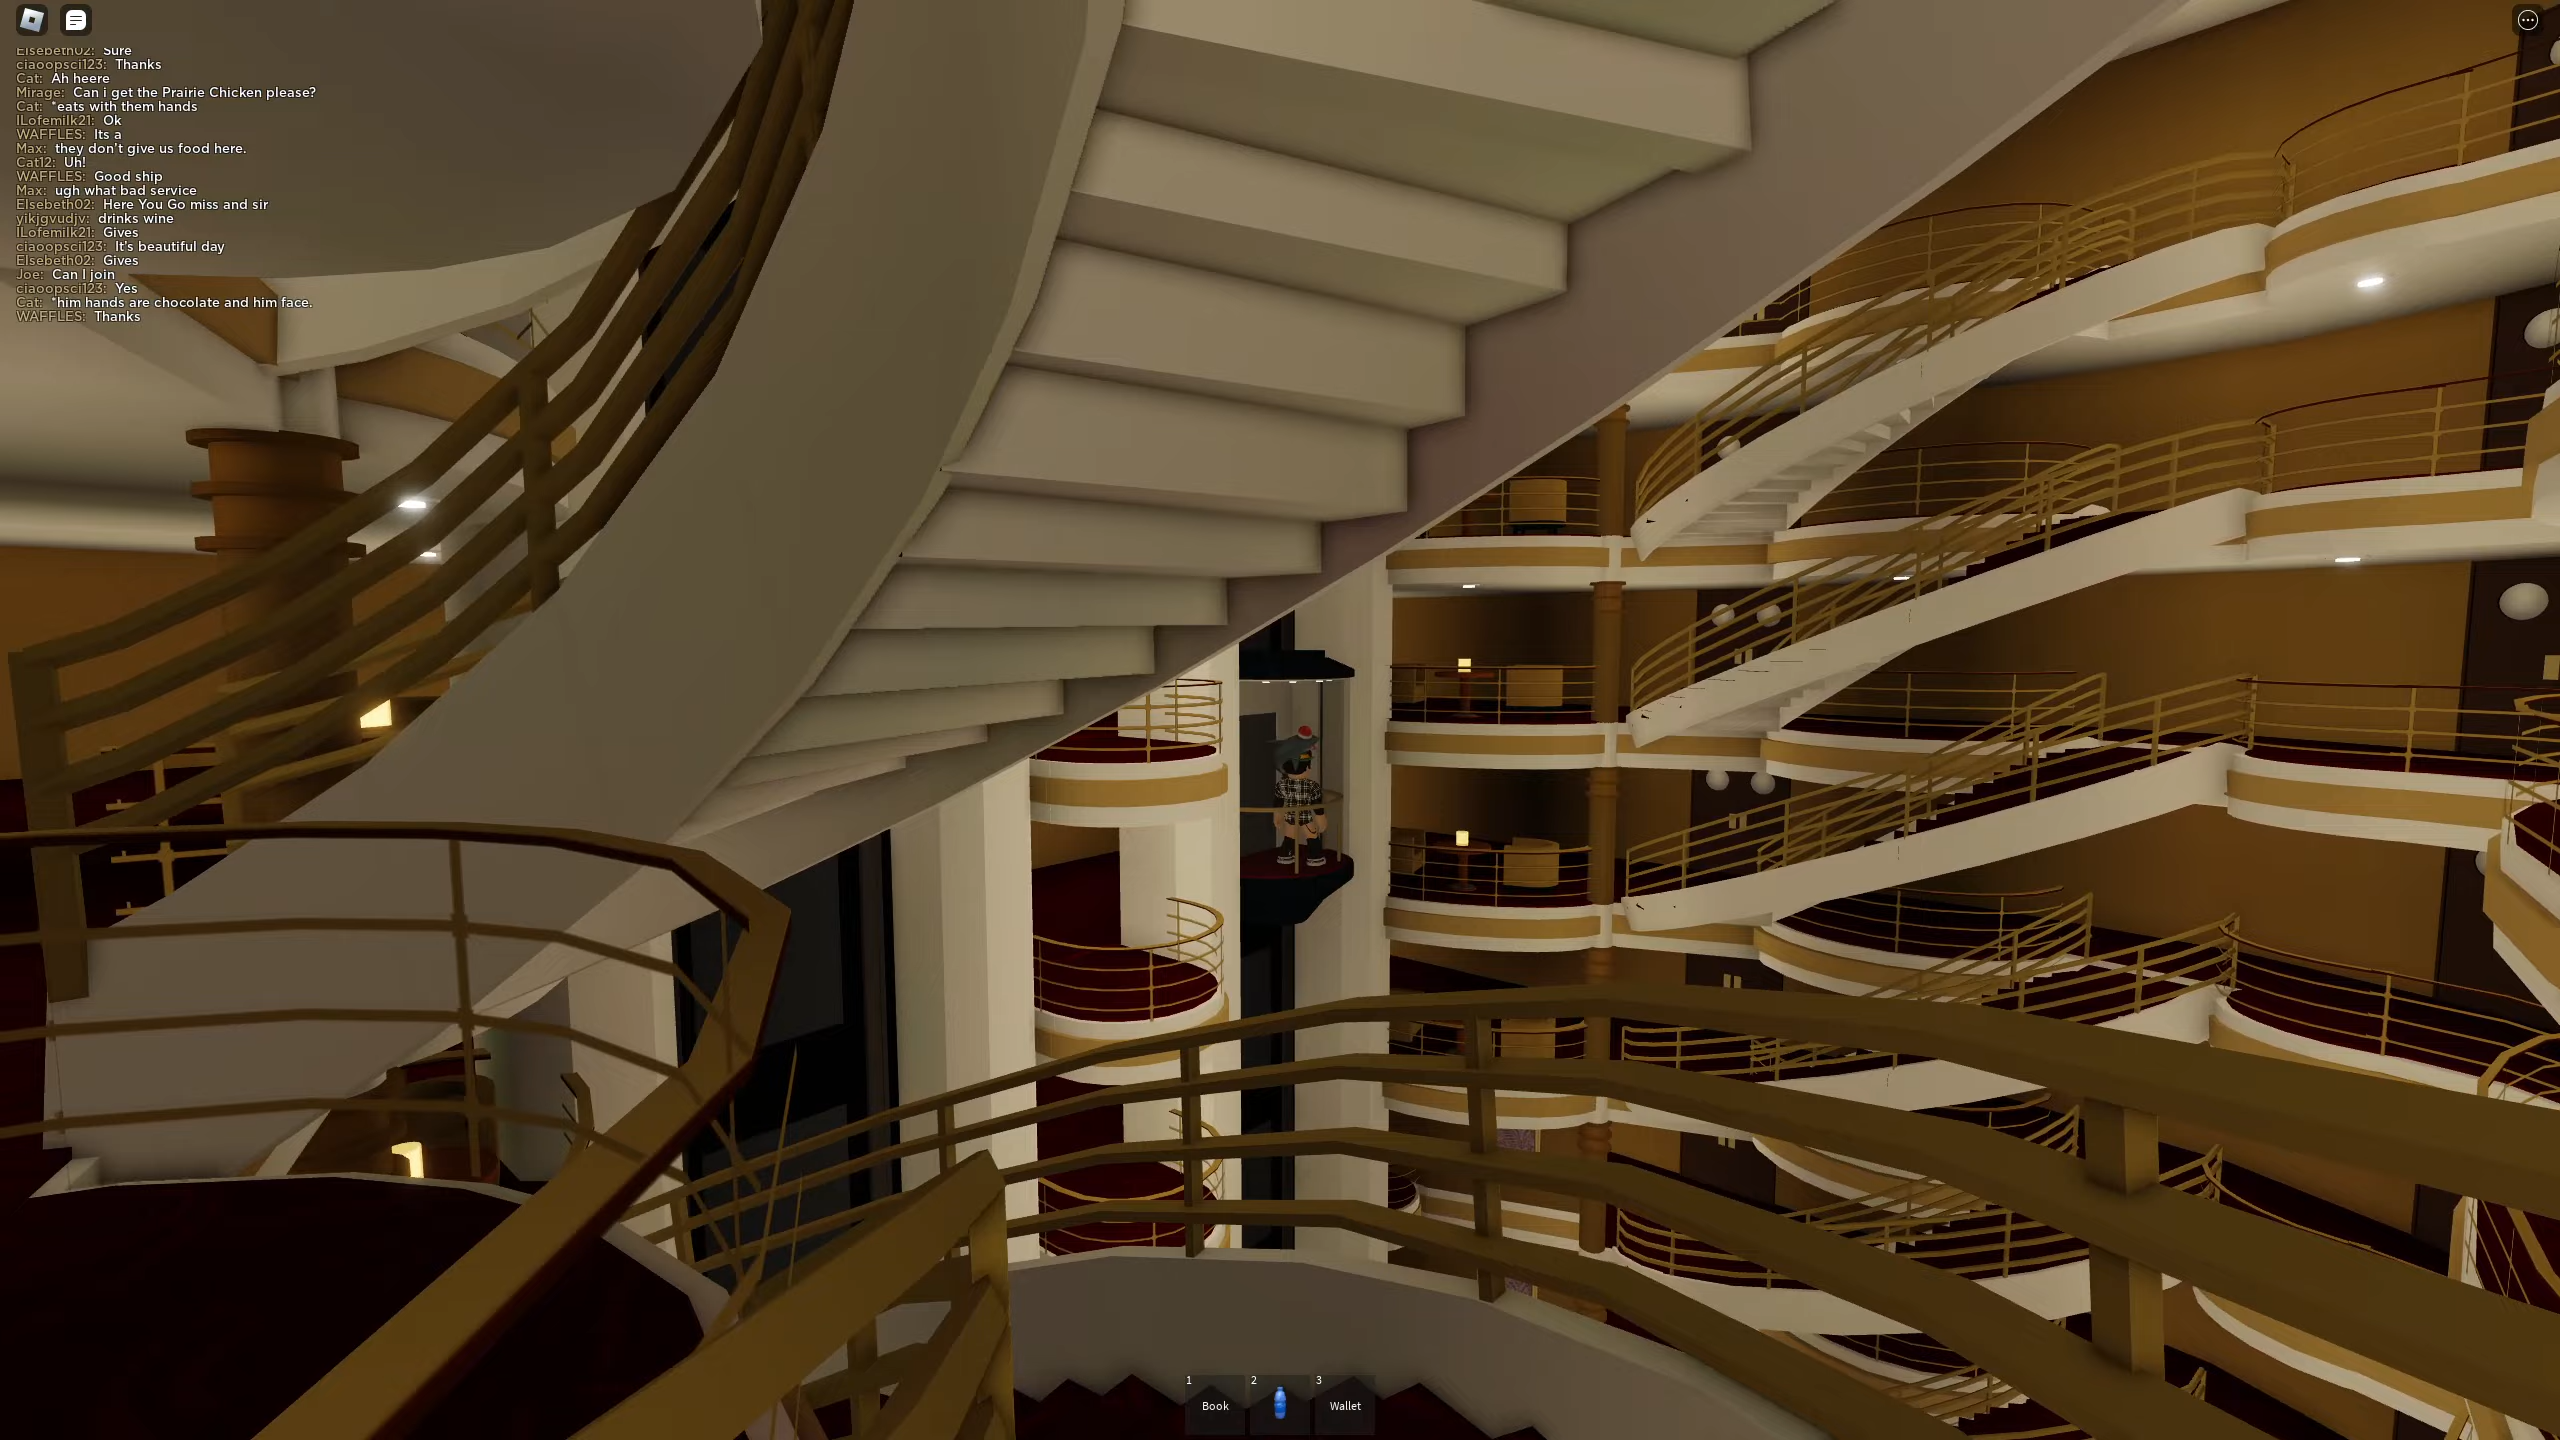 Elsebeth02: Sure
ciaoopsci123: Thanks
Cat: Ah heere
Mirage: Can i get the Prairie Chicken please?
Cat: *eats with them hands
ILofemilk21: Ok
WAFFLES: Its a
Max: they don't give us food here.
Cat12: Uh!
WAFFLES: Good ship
Max: ugh what bad service
Elsebeth02: Here You Go miss and sir
yikjgvudjv: drinks wine
ILofemilk21: Gives
ciaoopsci123: It's beautiful day
Elsebeth02: Gives
Joe: Can I join
ciaoopsci123: Yes
Cat: *him hands are chocolate and him face.
WAFFLES: Thanks
1 2 3
Book Wallet